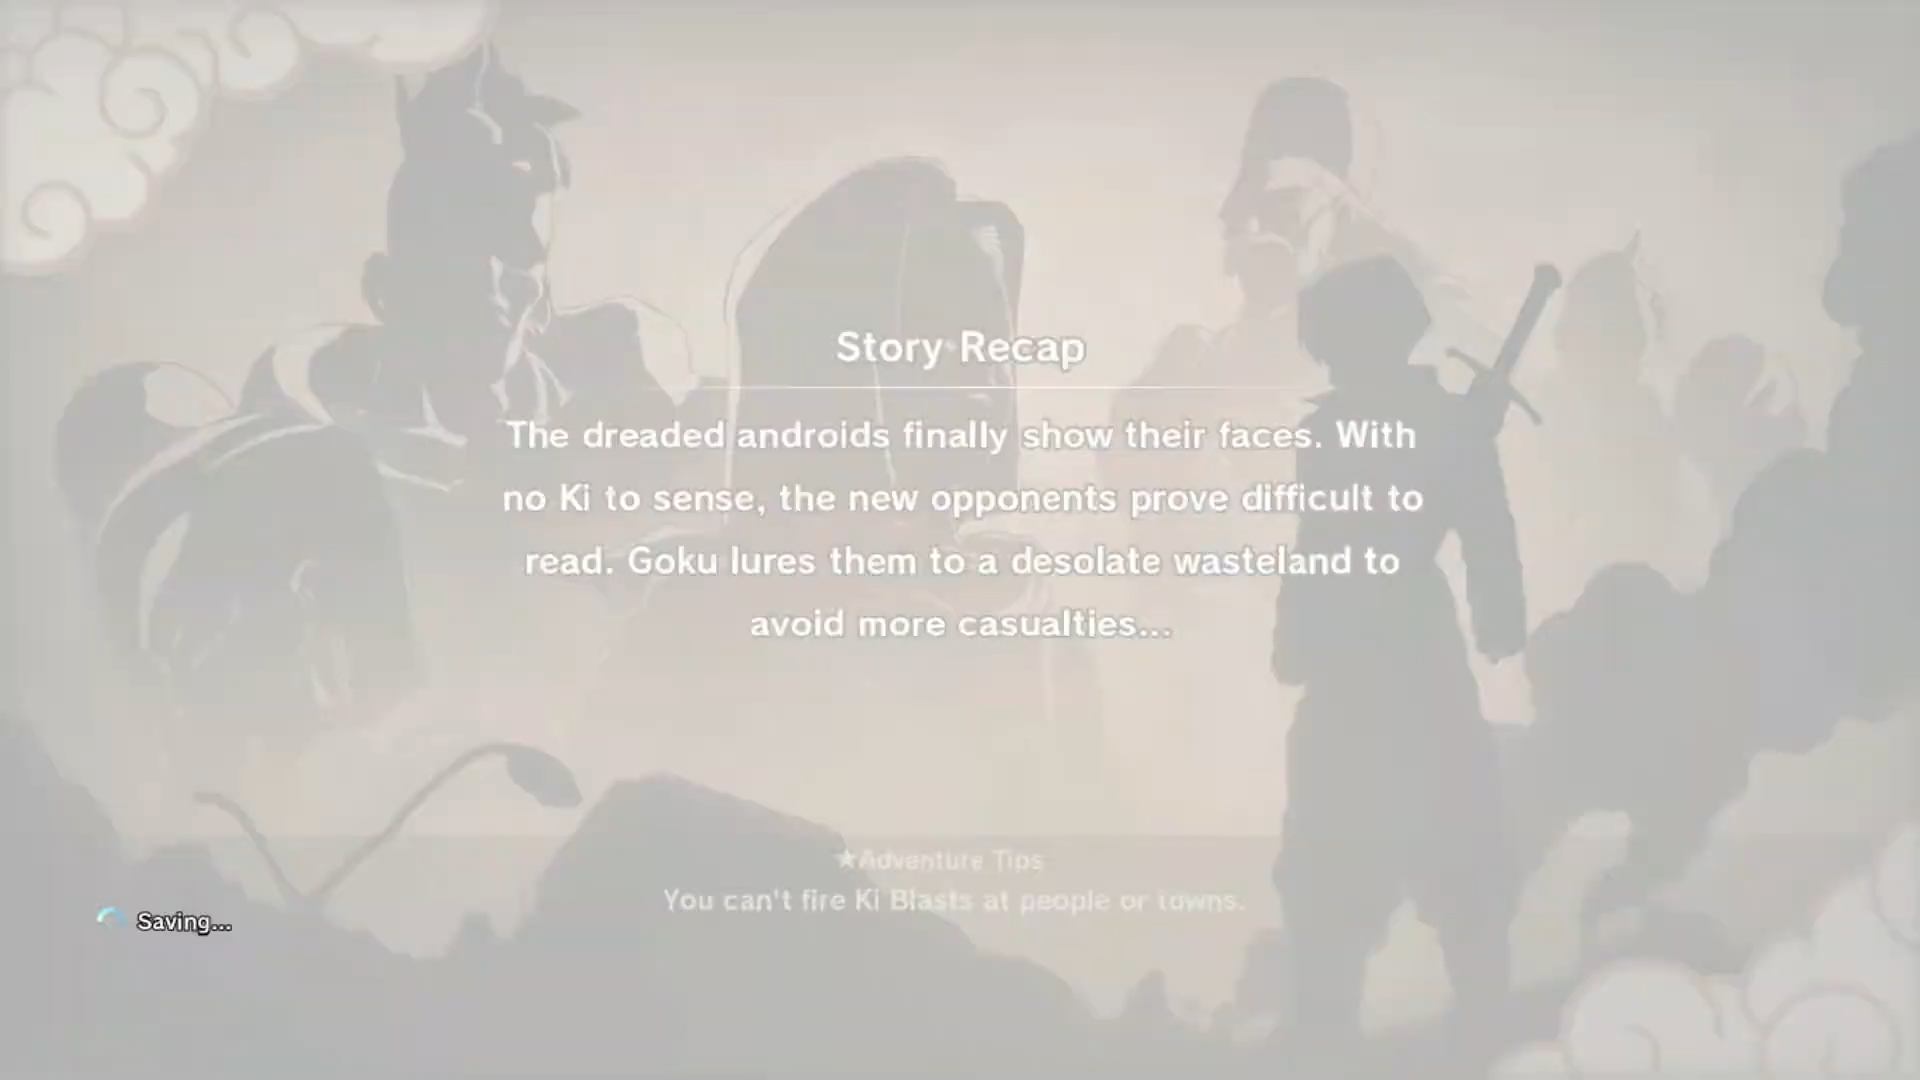 Story Recap
The dreaded androids finally show their faces. With
no Ki to sense, the new opponents prove difficult to
read. Goku lures them to a desolate wasteland to
avoid more casualties...
★Adventure Tips
You can't fire Ki Blasts at people or towns.
Saving...